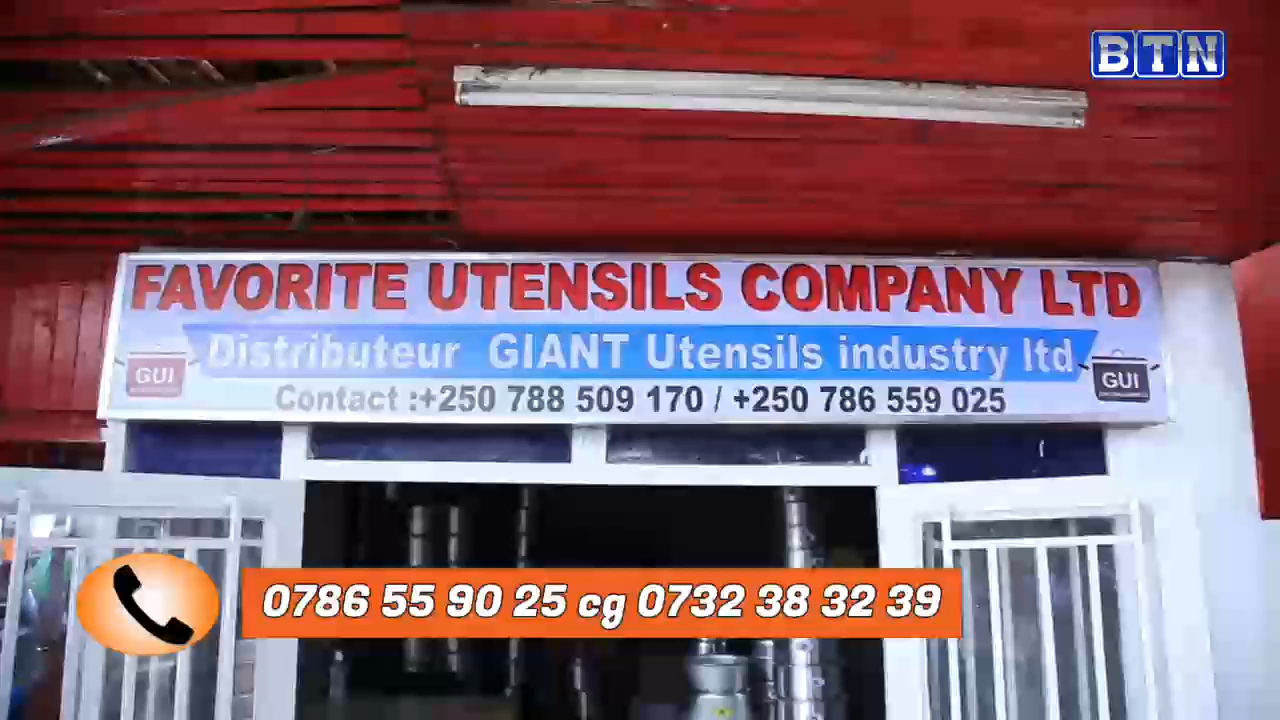 BTN
FAVORITE UTENSILS COMPANY LTD
Distributeur GIANT Utensils industry ltd
GUI
GUI
Contact :+250 788 509 170 / +250 786 559 025
0786 55 90 25 cg 0732 38 32 39